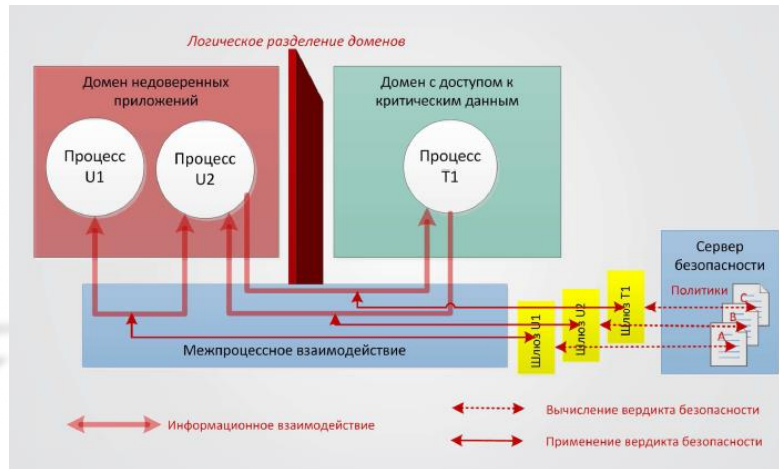 Логическое разделение доменов
Домен недоверенных
приложений
Домен с доступом к
критическим данным
Процесс
U1
Процесс
U2
Процесс
T1
Сервер
безопасности
Политики
C
B
A
Шлюз U1
Шлюз U2
Шлюз T1
Межпроцессное взаимодействие
Информационное взаимодействие
Вычисление вердикта безопасности
Применение вердикта безопасности